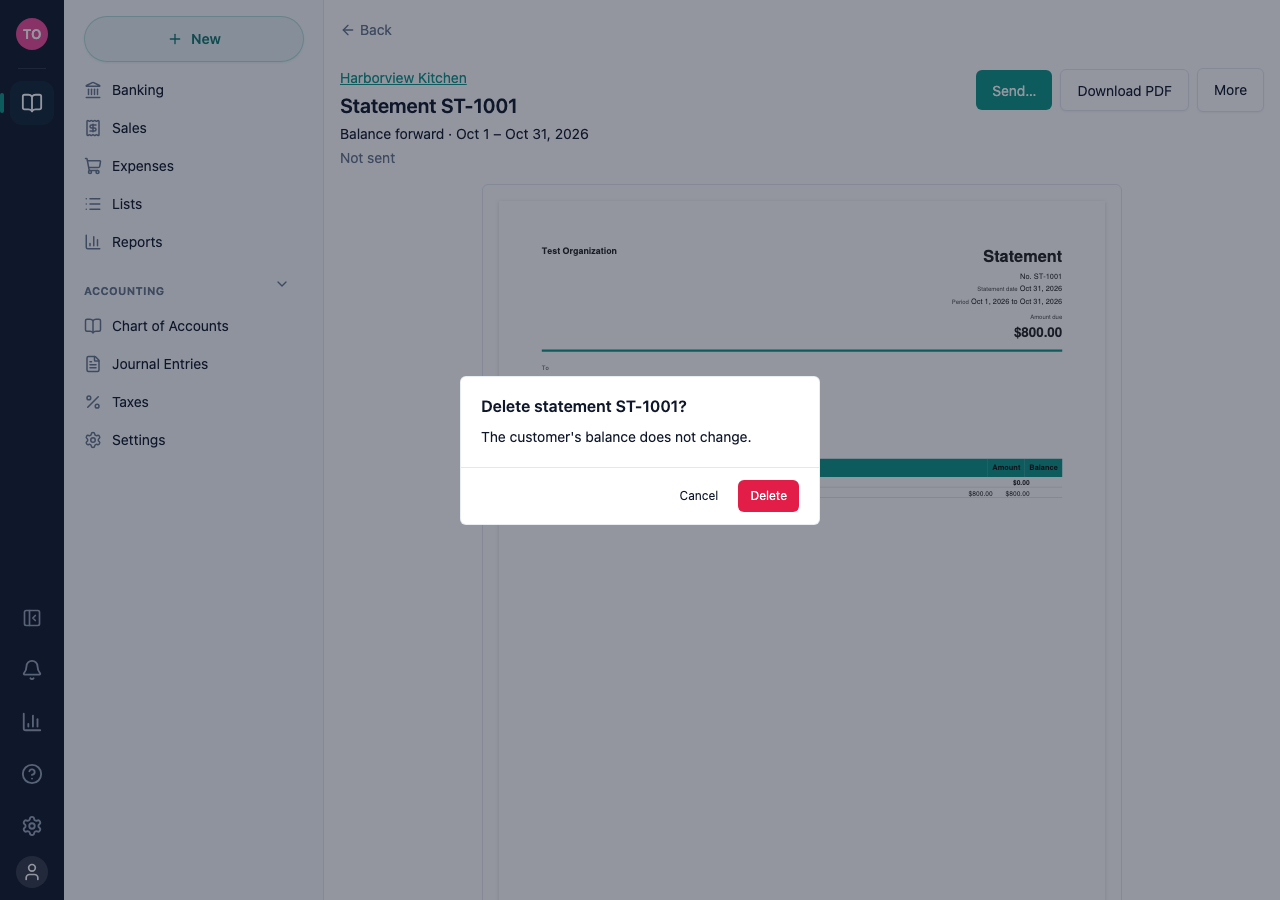 TO
New
Banking
Sales
Expenses
Lists
Reports
ACCOUNTING
Chart of Accounts
Journal Entries
Taxes
Settings
Back
Harborview Kitchen
Statement ST-1001
Balance forward · Oct 1 – Oct 31, 2026
Not sent
Send...
Download PDF
More
Test Organization
Statement
No. ST-1001
Statement date Oct 31, 2026
Period Oct 1, 2026 to Oct 31, 2026
Amount due
$800.00
To
Delete statement ST-1001?
The customer's balance does not change.
Cancel
Delete
Amount Balance
$0.00
$800.00 $800.00